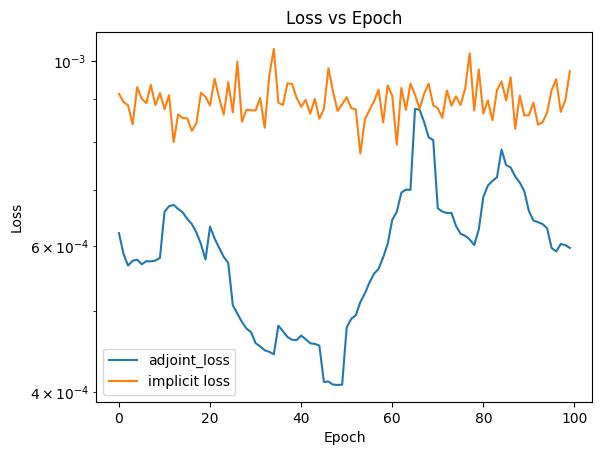 Loss vs Epoch
10⁻³
6 × 10⁻⁴
4 × 10⁻⁴
Loss
adjoint_loss
implicit loss
0 20 40 60 80 100
Epoch